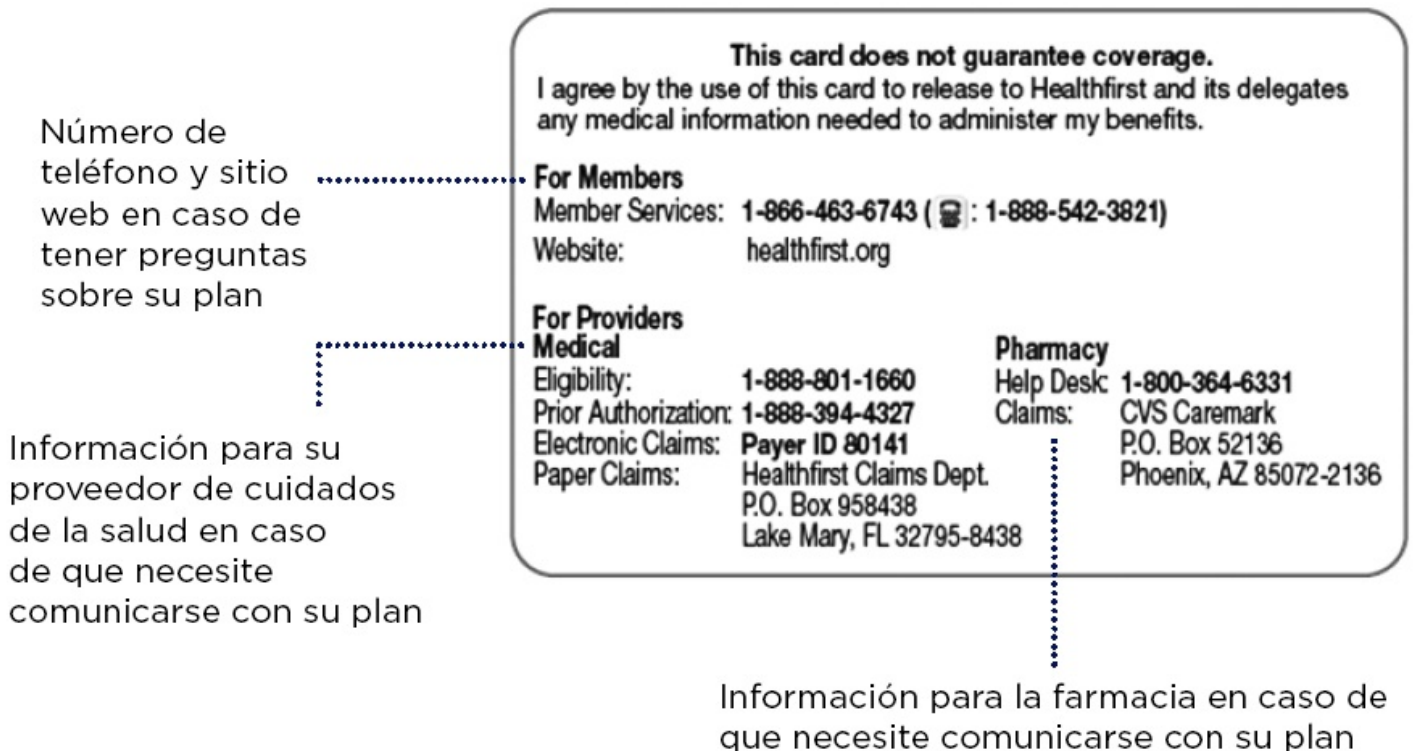 This card does not guarantee coverage.
I agree by the use of this card to release to Healthfirst and its delegates
any medical information needed to administer my benefits.
Número de
teléfono y sitio
web en caso de
tener preguntas
sobre su plan
For Members
Member Services: 1-866-463-6743 ( : 1-888-542-3821)
Website: healthfirst.org
For Providers
Medical
Eligibility: 1-888-801-1660
Prior Authorization: 1-888-394-4327
Electronic Claims: Payer ID 80141
Paper Claims: Healthfirst Claims Dept.
P.O. Box 958438
Lake Mary, FL 32795-8438
Pharmacy
Help Desk: 1-800-364-6331
Claims: CVS Caremark
P.O. Box 52136
Phoenix, AZ 85072-2136
Información para su
proveedor de cuidados
de la salud en caso
de que necesite
comunicarse con su plan
Información para la farmacia en caso de
que necesite comunicarse con su plan